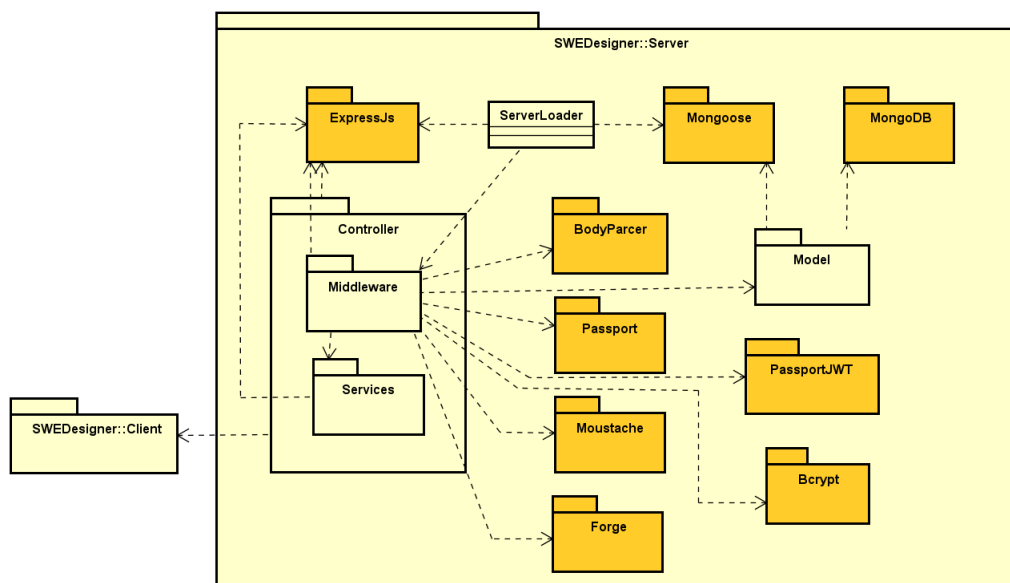 SWEDesigner::Server
ExpressJs
ServerLoader
Mongoose
MongoDB
Controller
BodyParcer
Model
Middleware
Passport
PassportJWT
Services
SWEDesigner::Client
Moustache
Bcrypt
Forge